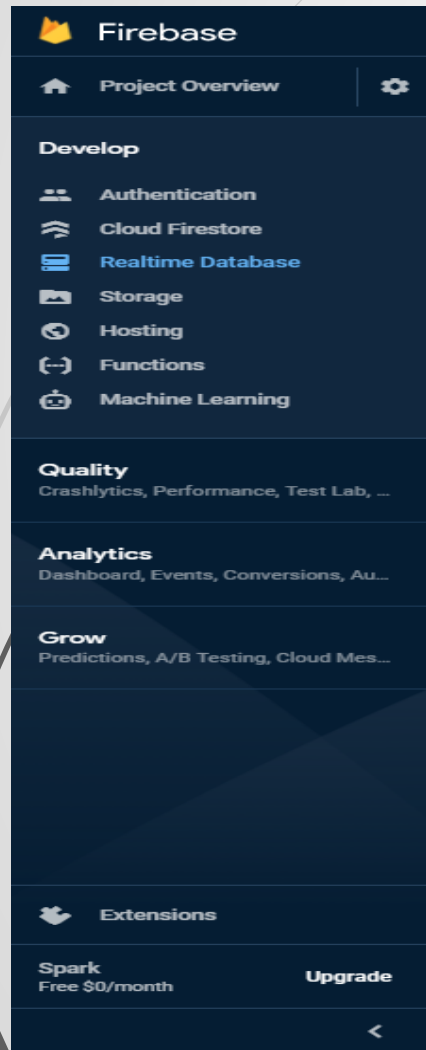 Firebase
Project Overview
Develop
Authentication
Cloud Firestore
Realtime Database
Storage
Hosting
Functions
Machine Learning
Quality
Crashlytics, Performance, Test Lab, ...
Analytics
Dashboard, Events, Conversions, Au...
Grow
Predictions, A/B Testing, Cloud Mes...
Extensions
Spark
Free $0/month
Upgrade